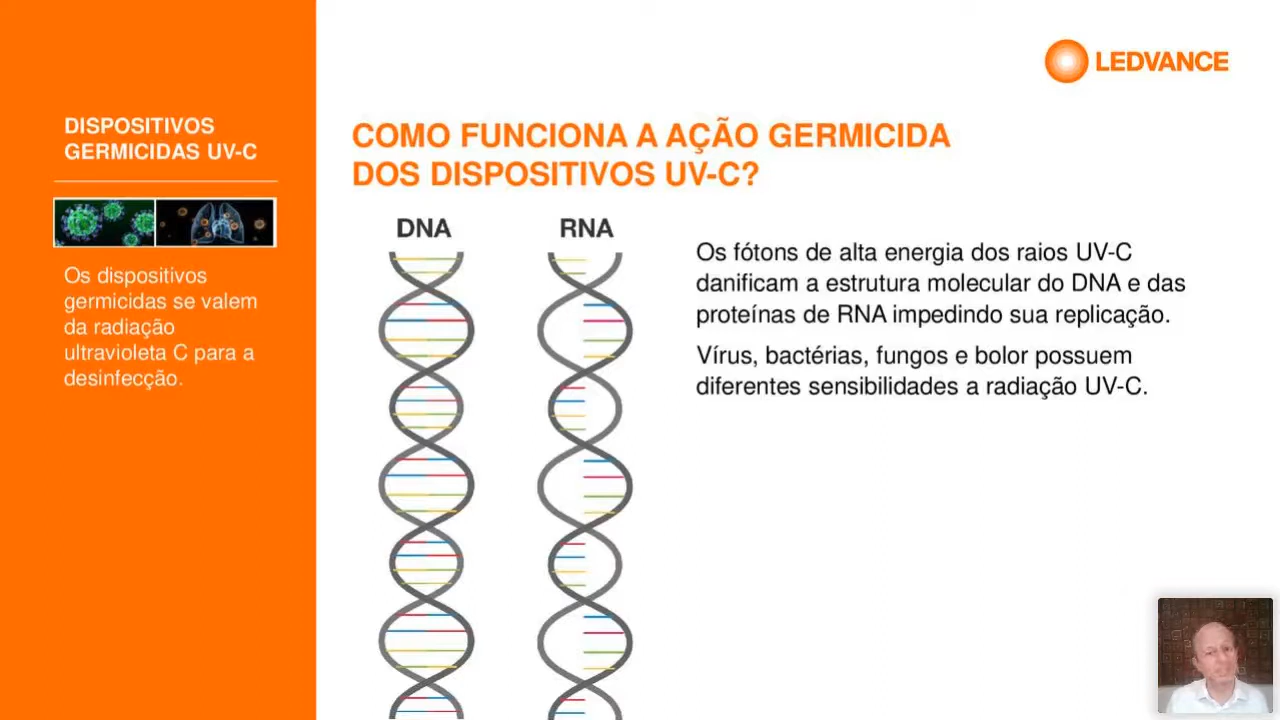 DISPOSITIVOS
GERMICIDAS UV-C
Os dispositivos
germicidas se valem
da radiação
ultravioleta C para a
desinfecção.
LEDVANCE
COMO FUNCIONA A AÇÃO GERMICIDA
DOS DISPOSITIVOS UV-C?
DNA
RNA
Os fótons de alta energia dos raios UV-C
danificam a estrutura molecular do DNA e das
proteínas de RNA impedindo sua replicação.
Vírus, bactérias, fungos e bolor possuem
diferentes sensibilidades a radiação UV-C.